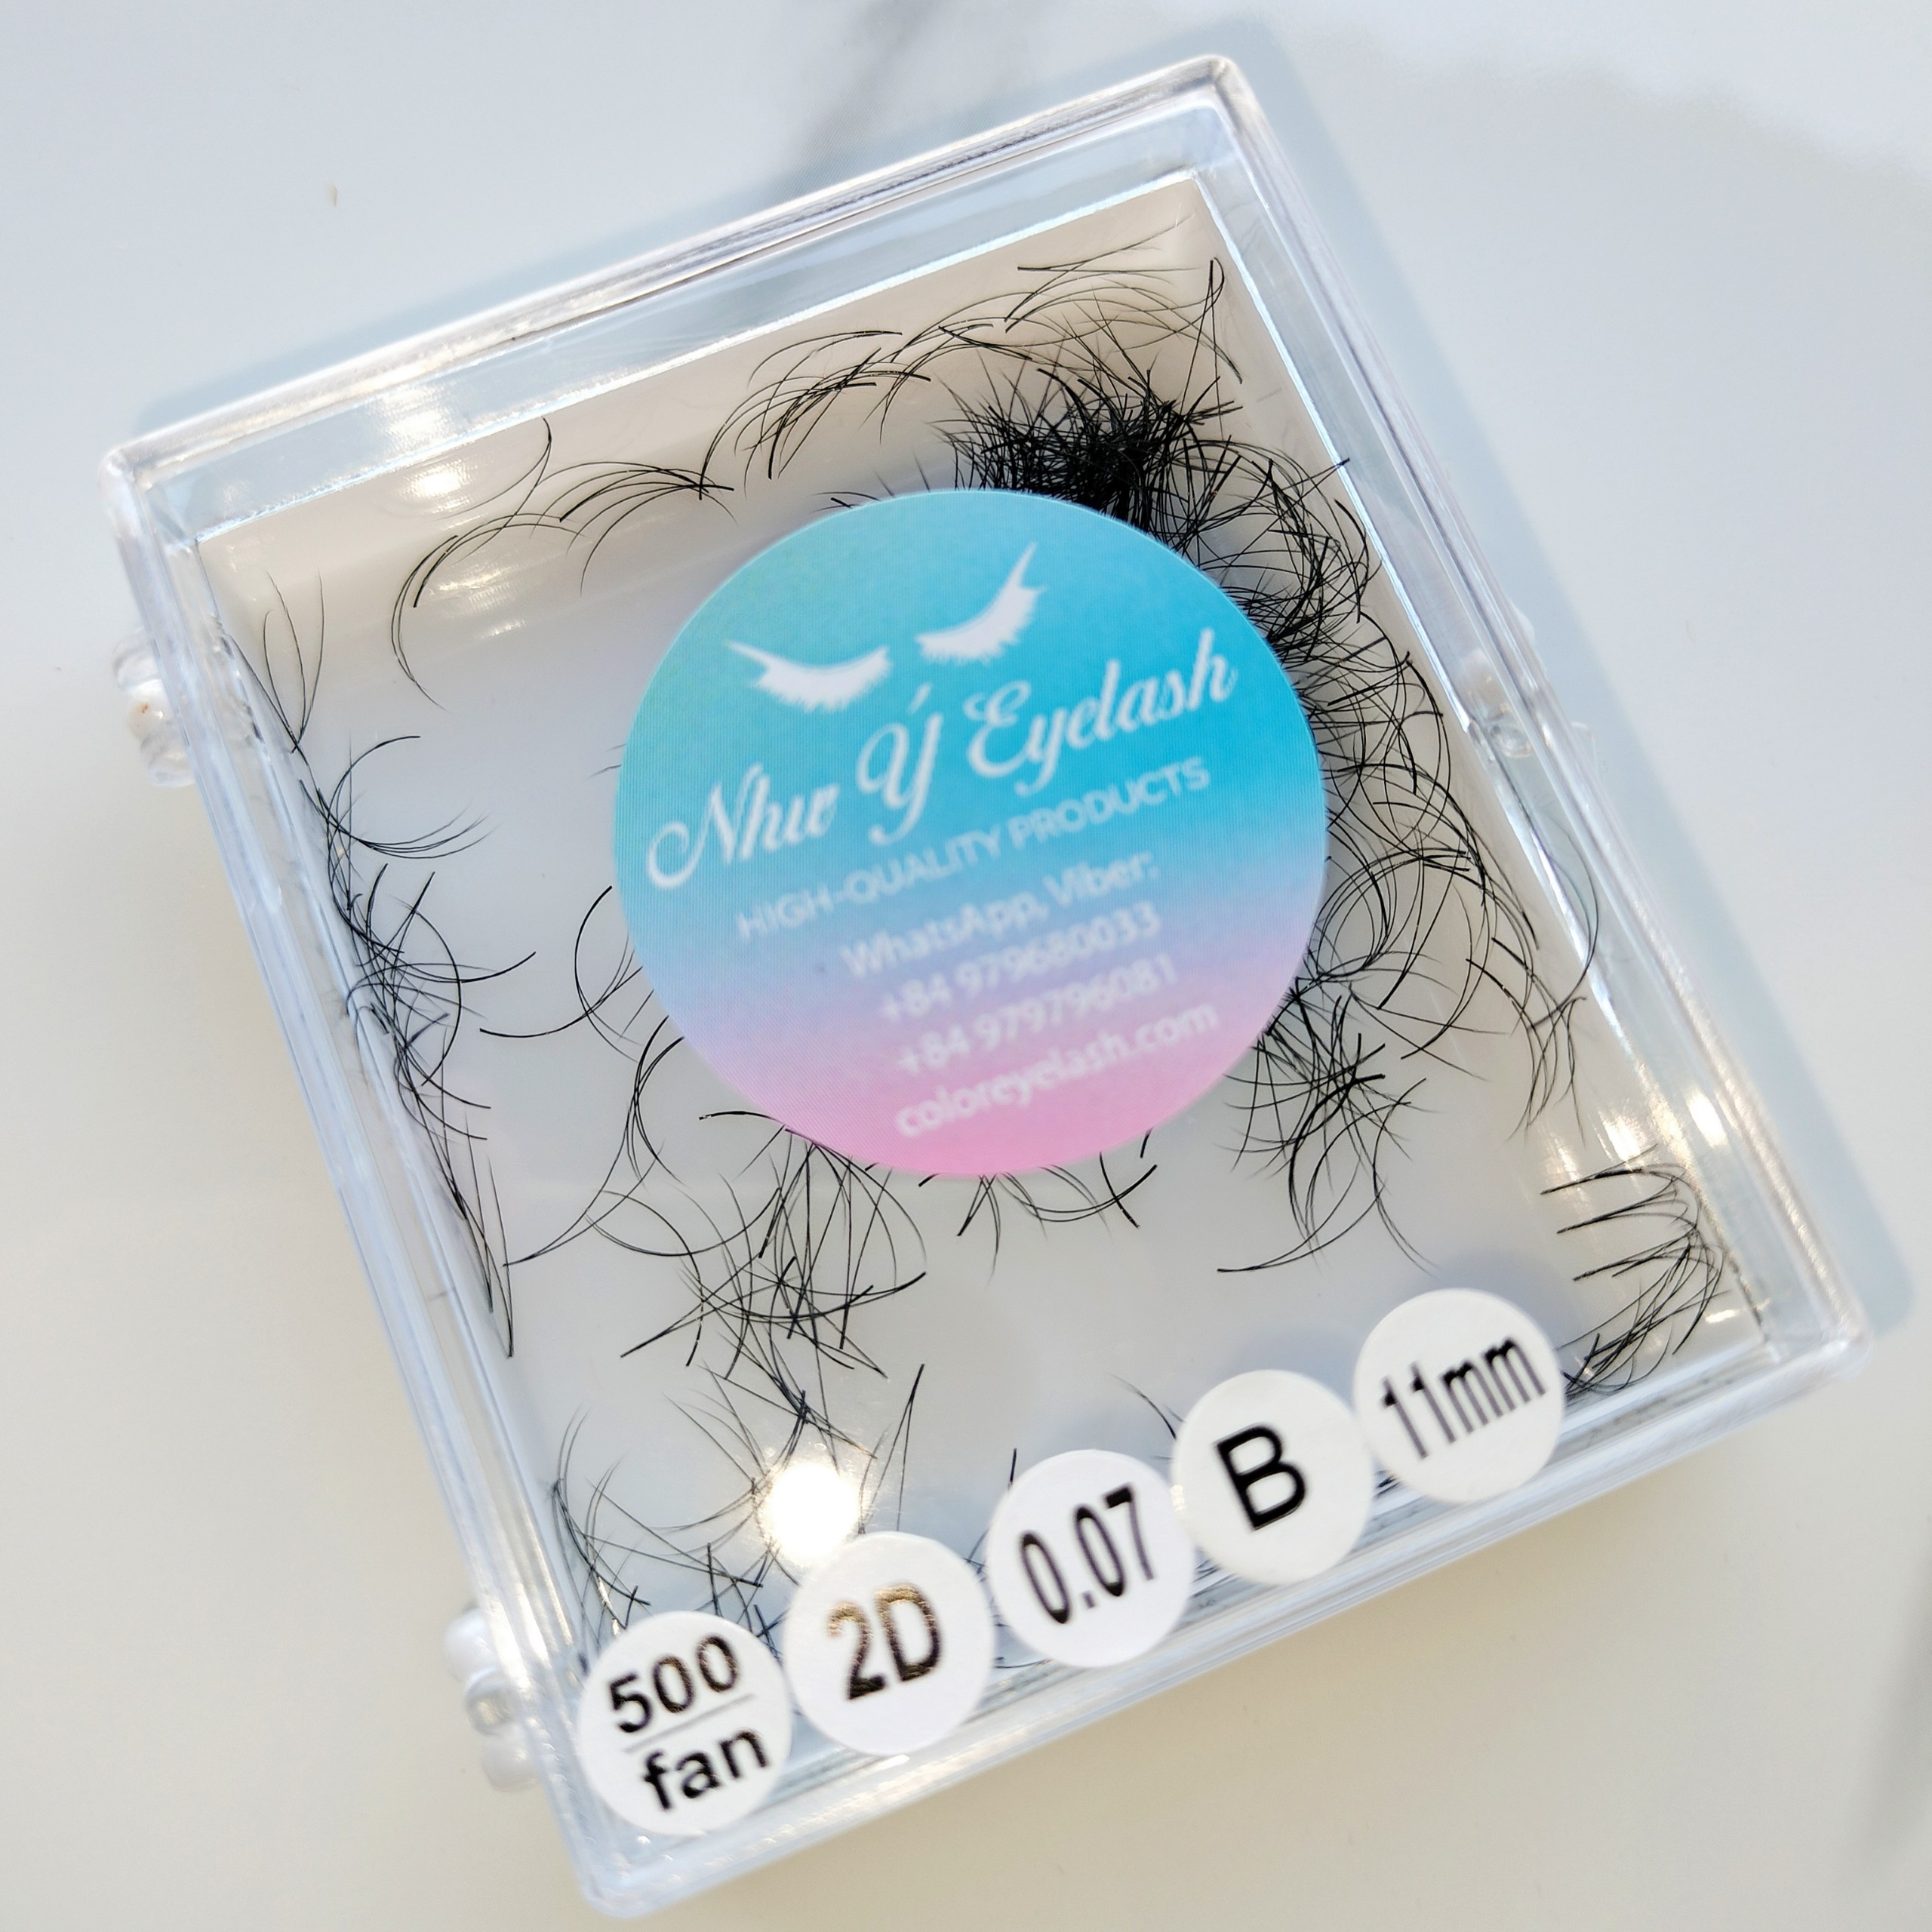 Như Ý Eyelash
HIGH-QUALITY PRODUCTS
WhatsApp, Viber:
+84 979680033
+84 979796081
coloreyelash.com
500
fan
2D
0.07
B
11mm